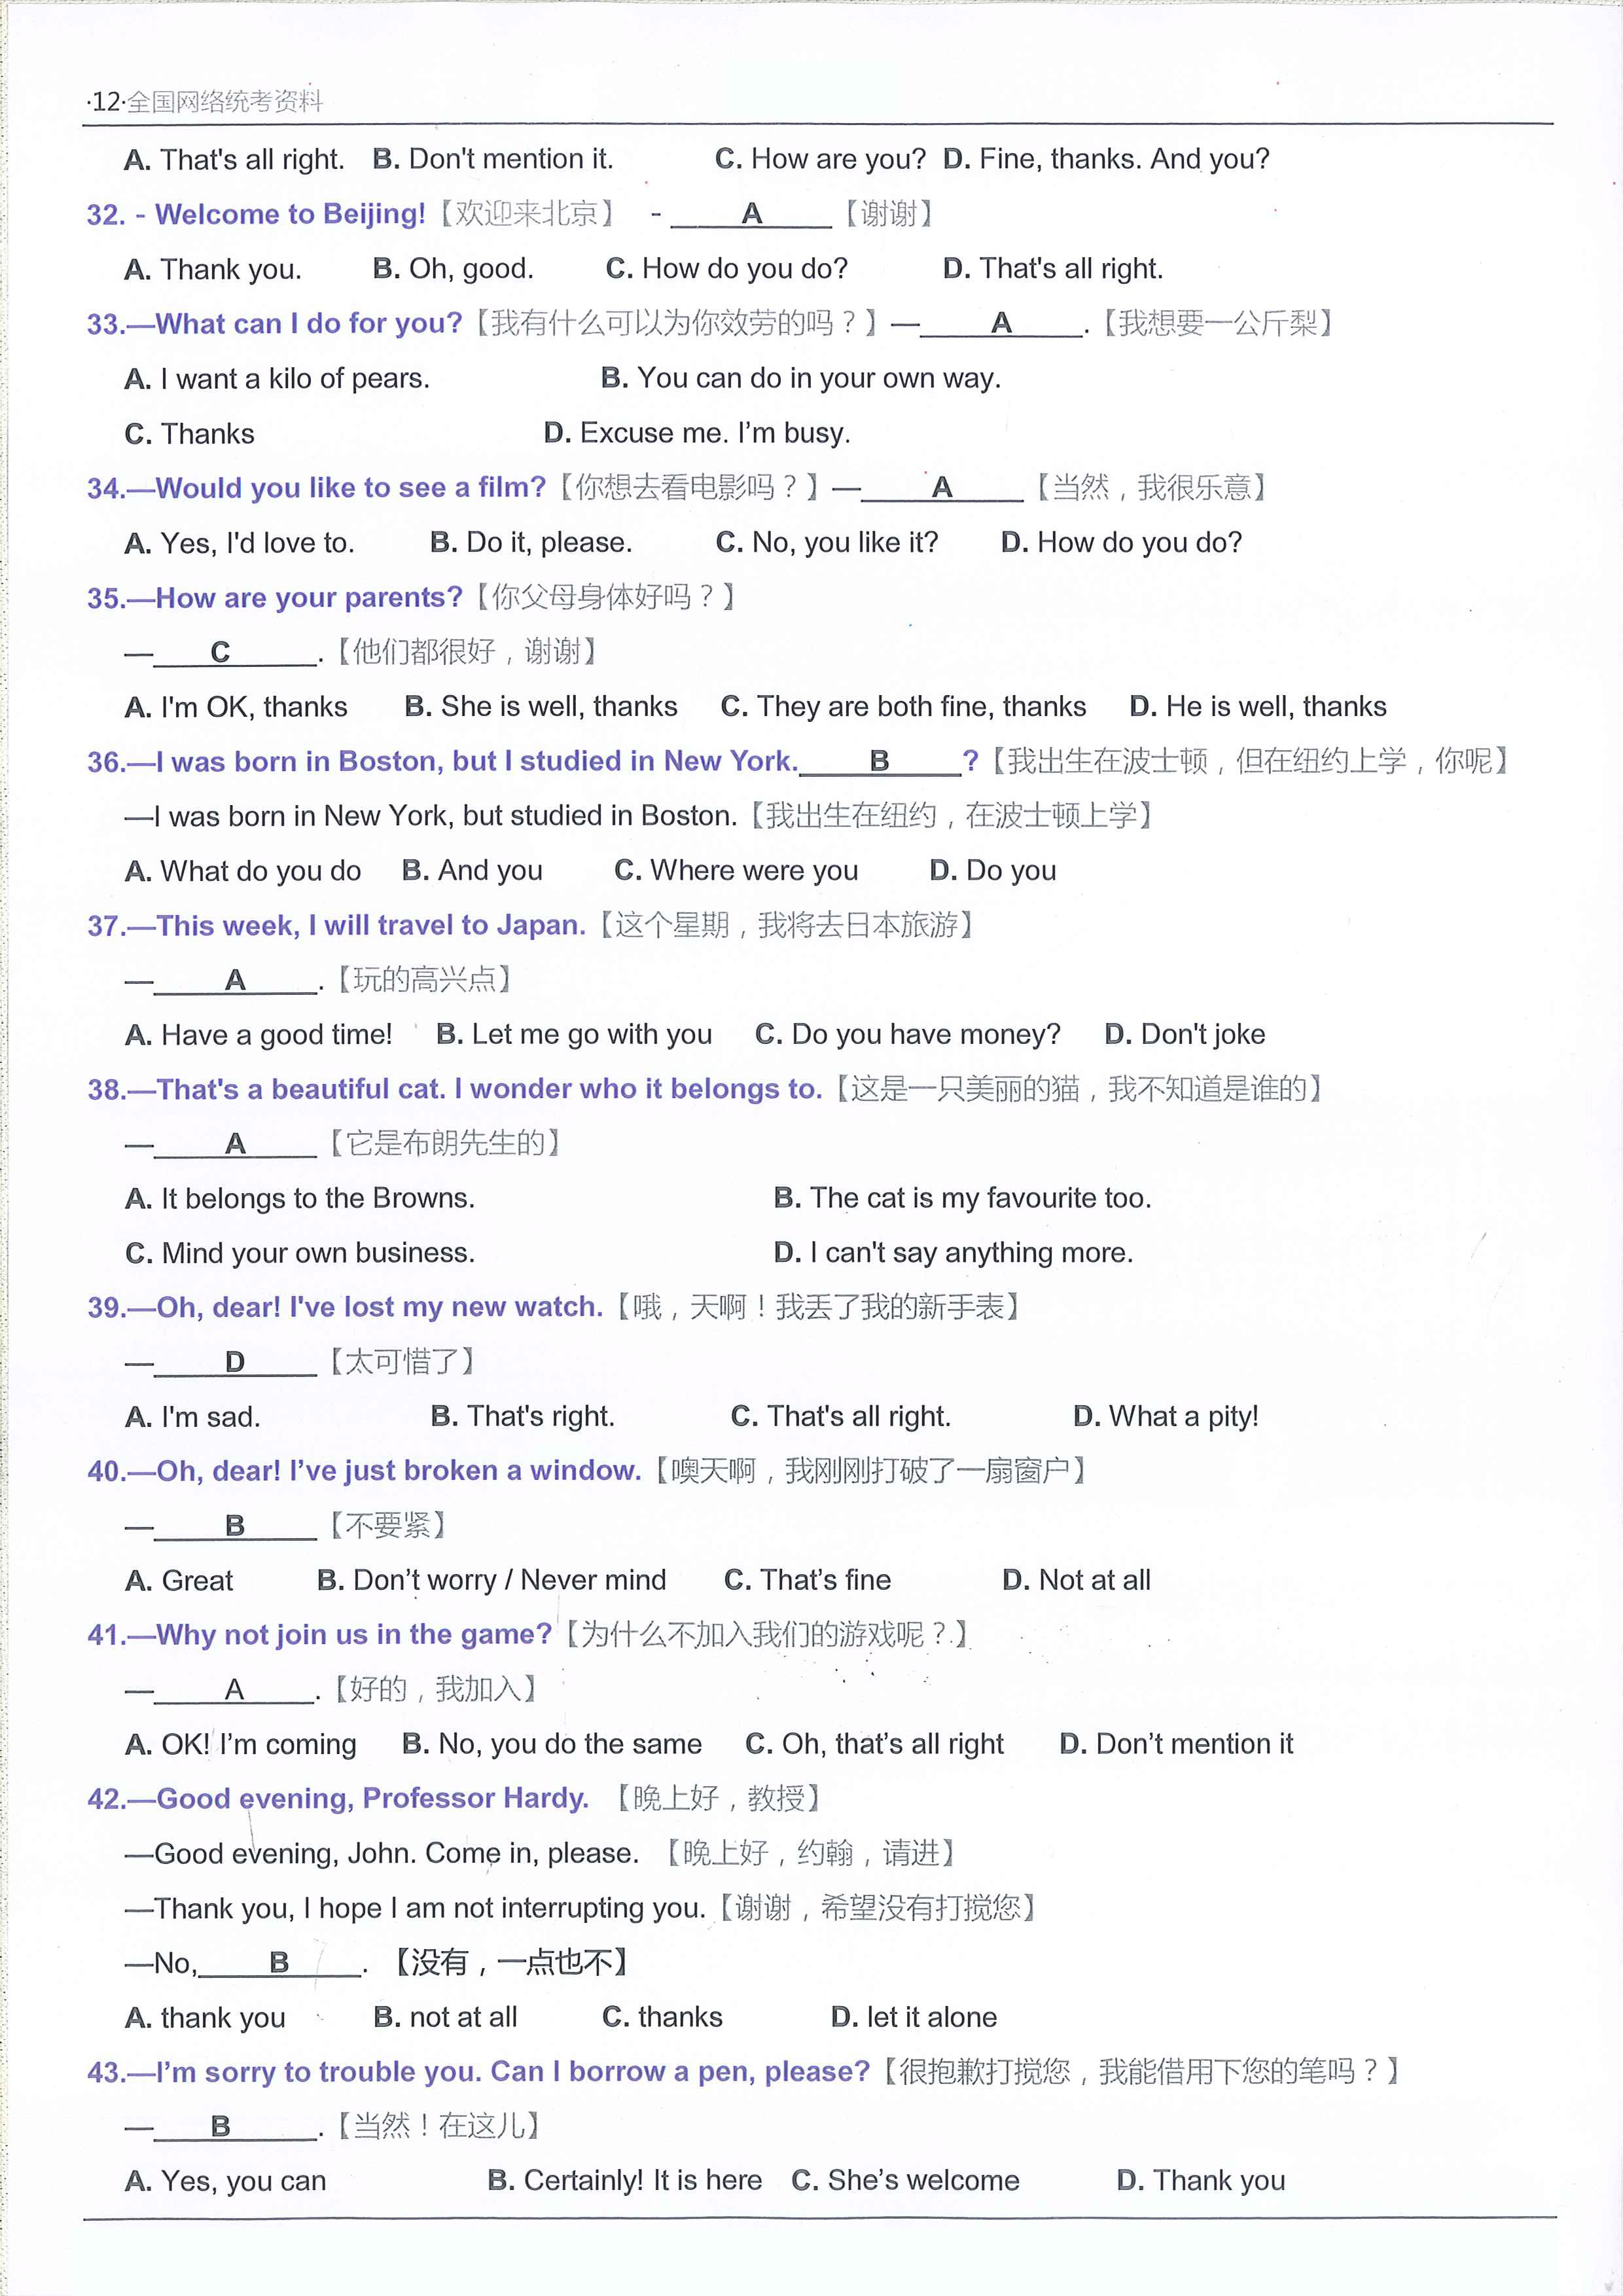 ·12·全国网络统考资料
A. That's all right. B. Don't mention it. C. How are you? D. Fine, thanks. And you?
32. - Welcome to Beijing!【欢迎来北京】 - A 【谢谢】
A. Thank you. B. Oh, good. C. How do you do? D. That's all right.
33.—What can I do for you?【我有什么可以为你效劳的吗？】—A.【我想要一公斤梨】
A. I want a kilo of pears. B. You can do in your own way.
C. Thanks D. Excuse me. I’m busy.
34.—Would you like to see a film?【你想去看电影吗？】—A【当然，我很乐意】
A. Yes, I'd love to. B. Do it, please. C. No, you like it? D. How do you do?
35.—How are your parents?【你父母身体好吗？】
—C.【他们都很好，谢谢】
A. I'm OK, thanks B. She is well, thanks C. They are both fine, thanks D. He is well, thanks
36.—I was born in Boston, but I studied in New York. B ?【我出生在波士顿，但在纽约上学，你呢】
—I was born in New York, but studied in Boston.【我出生在纽约，在波士顿上学】
A. What do you do B. And you C. Where were you D. Do you
37.—This week, I will travel to Japan.【这个星期，我将去日本旅游】
—A.【玩的高兴点】
A. Have a good time! B. Let me go with you C. Do you have money? D. Don't joke
38.—That's a beautiful cat. I wonder who it belongs to.【这是一只美丽的猫，我不知道是谁的】
—A【它是布朗先生的】
A. It belongs to the Browns. B. The cat is my favourite too.
C. Mind your own business. D. I can't say anything more.
39.—Oh, dear! I've lost my new watch.【哦，天啊！我丢了我的新手表】
—D【太可惜了】
A. I'm sad. B. That's right. C. That's all right. D. What a pity!
40.—Oh, dear! I’ve just broken a window.【噢天啊，我刚刚打破了一扇窗户】
—B【不要紧】
A. Great B. Don’t worry / Never mind C. That’s fine D. Not at all
41.—Why not join us in the game?【为什么不加入我们的游戏呢？】
—A.【好的，我加入】
A. OK! I’m coming B. No, you do the same C. Oh, that’s all right D. Don’t mention it
42.—Good evening, Professor Hardy. 【晚上好，教授】
—Good evening, John. Come in, please. 【晚上好，约翰，请进】
—Thank you, I hope I am not interrupting you.【谢谢，希望没有打搅您】
—No, B. 【没有，一点也不】
A. thank you B. not at all C. thanks D. let it alone
43.—I’m sorry to trouble you. Can I borrow a pen, please?【很抱歉打搅您，我能借用下您的笔吗？】
—B.【当然！在这儿】
A. Yes, you can B. Certainly! It is here C. She’s welcome D. Thank you